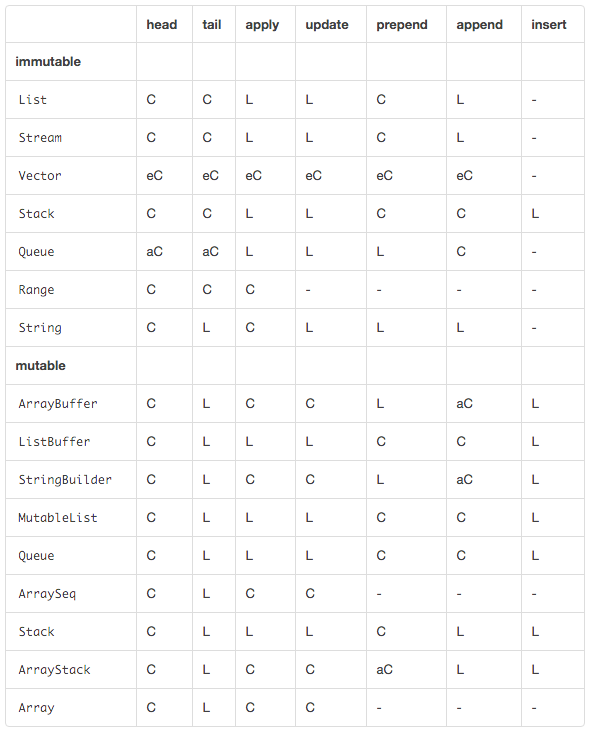 head tail apply update prepend append insert
immutable
List C C L L C L -
Stream C C L L C L -
Vector eC eC eC eC eC eC -
Stack C C L L C C L
Queue aC aC L L L C -
Range C C C - - - -
String C L C L L L -
mutable
ArrayBuffer C L C C L aC L
ListBuffer C L L L C C L
StringBuilder C L C C L aC L
MutableList C L L L C C L
Queue C L L L C C L
ArraySeq C L C C - - -
Stack C L L L C L L
ArrayStack C L C C aC L L
Array C L C C - - -